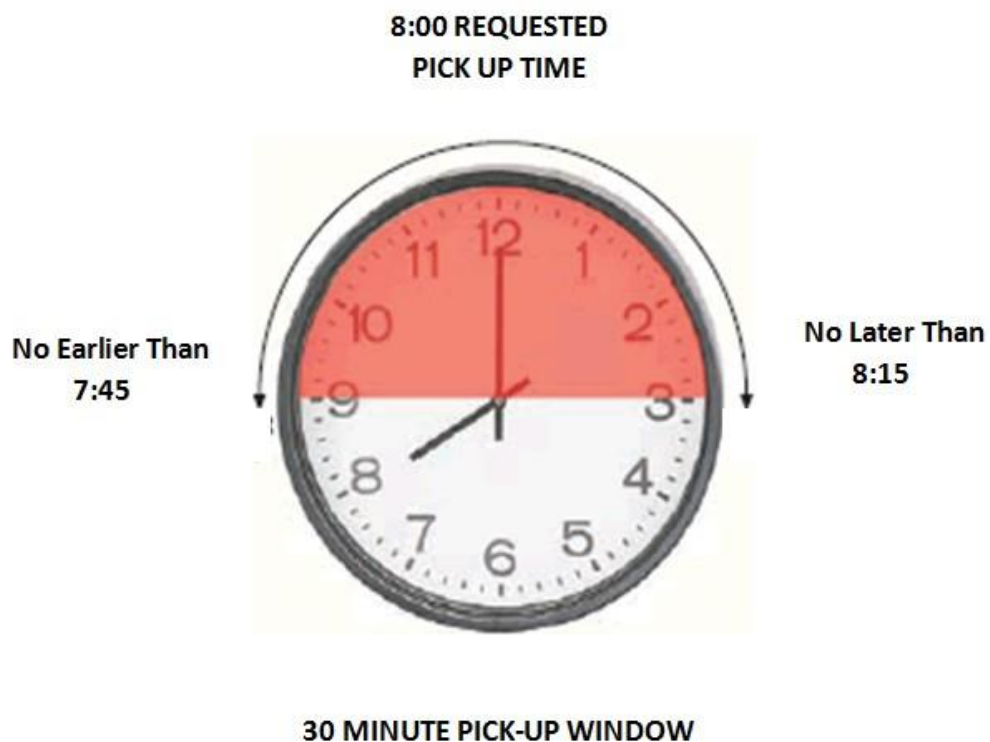 8:00 REQUESTED
PICK UP TIME
12
11
1
10
2
No Earlier Than
7:45
No Later Than
8:15
9
3
8
4
7
5
6
30 MINUTE PICK-UP WINDOW